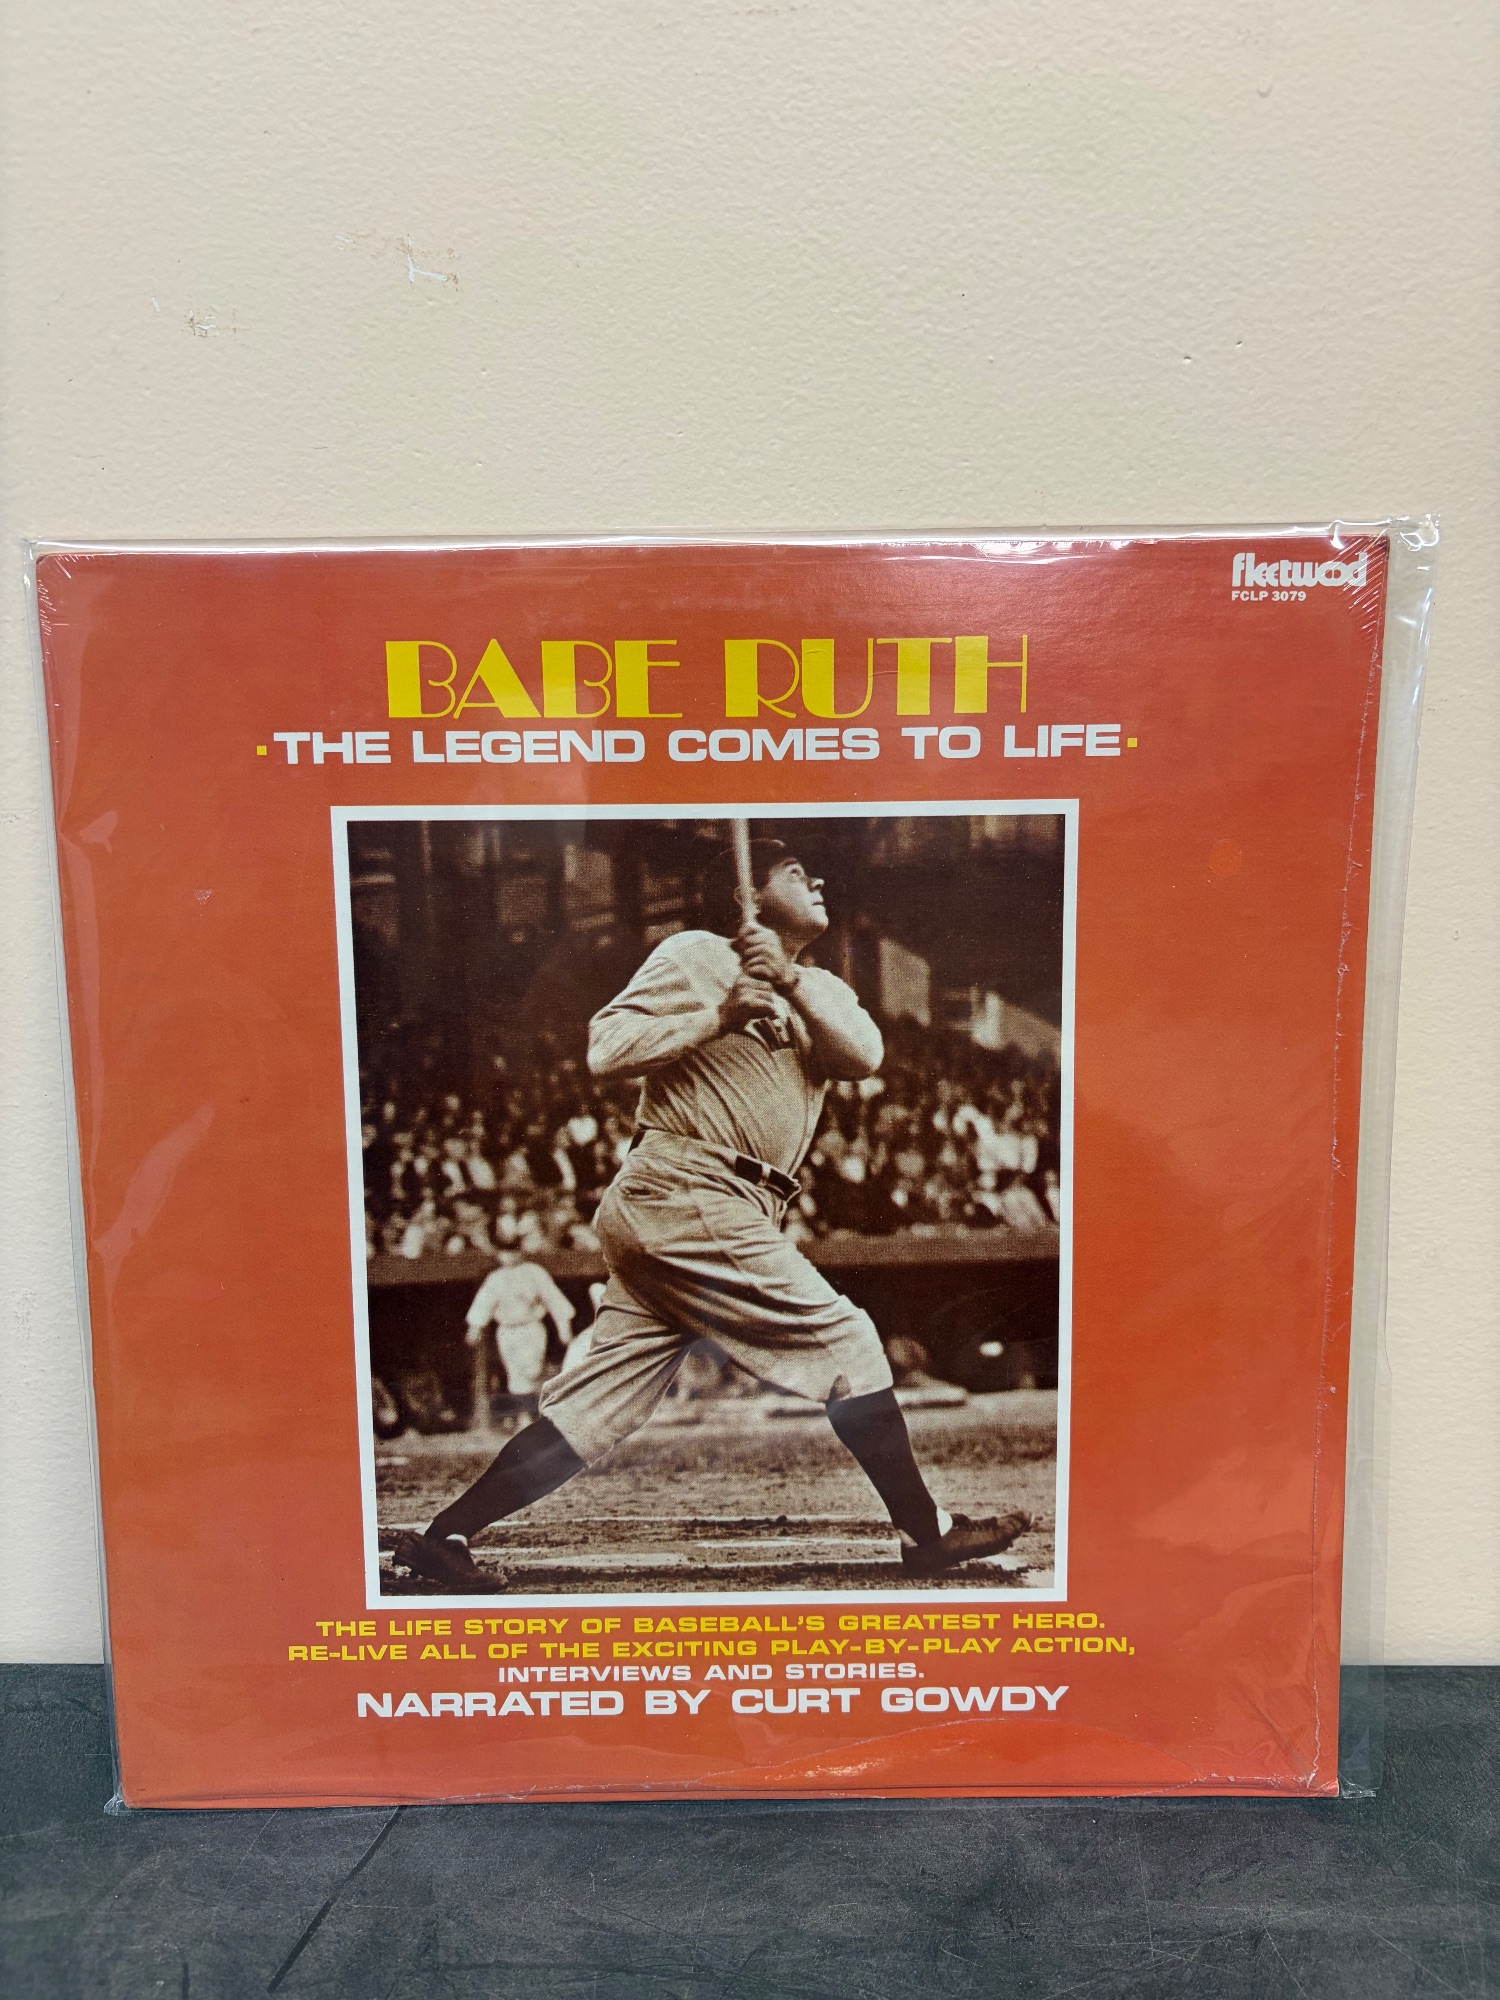 fleetwood
FCLP 3079
BABE RUTH
·THE LEGEND COMES TO LIFE·
THE LIFE STORY OF BASEBALL'S GREATEST HERO.
RE-LIVE ALL OF THE EXCITING PLAY-BY-PLAY ACTION,
INTERVIEWS AND STORIES.
NARRATED BY CURT GOWDY